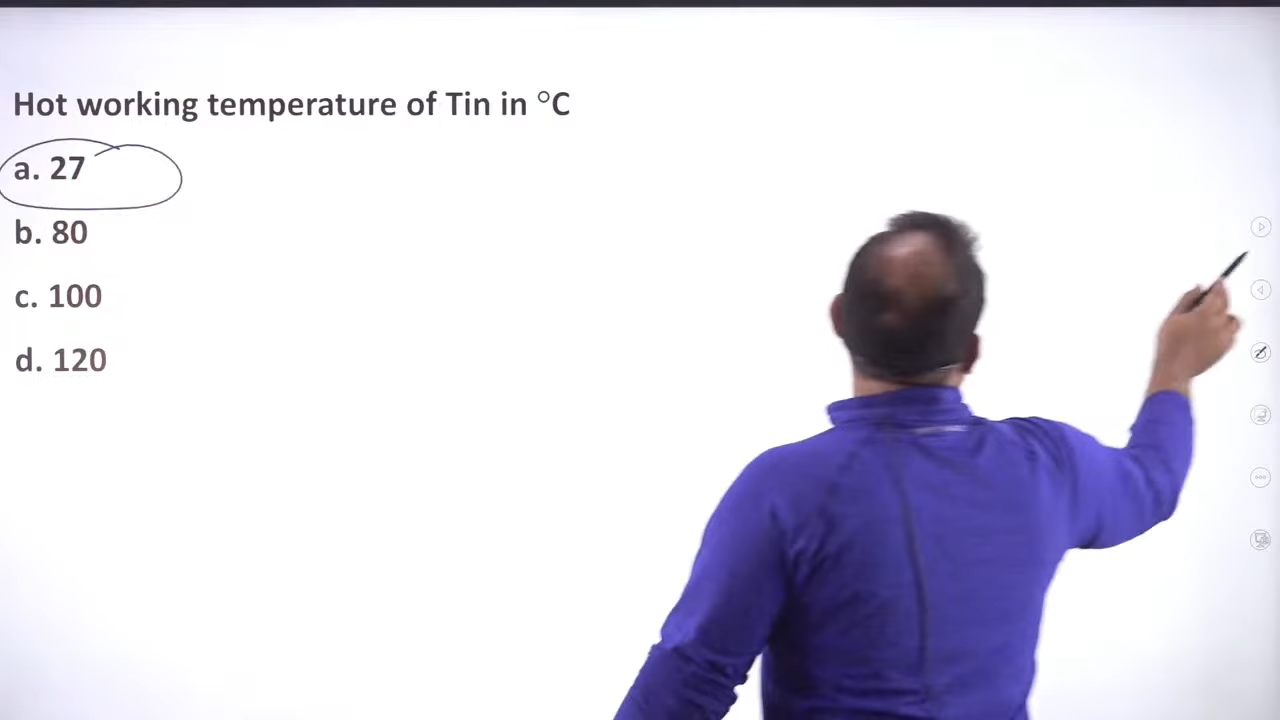 Hot working temperature of Tin in °C
a. 27
b. 80
c. 100
d. 120